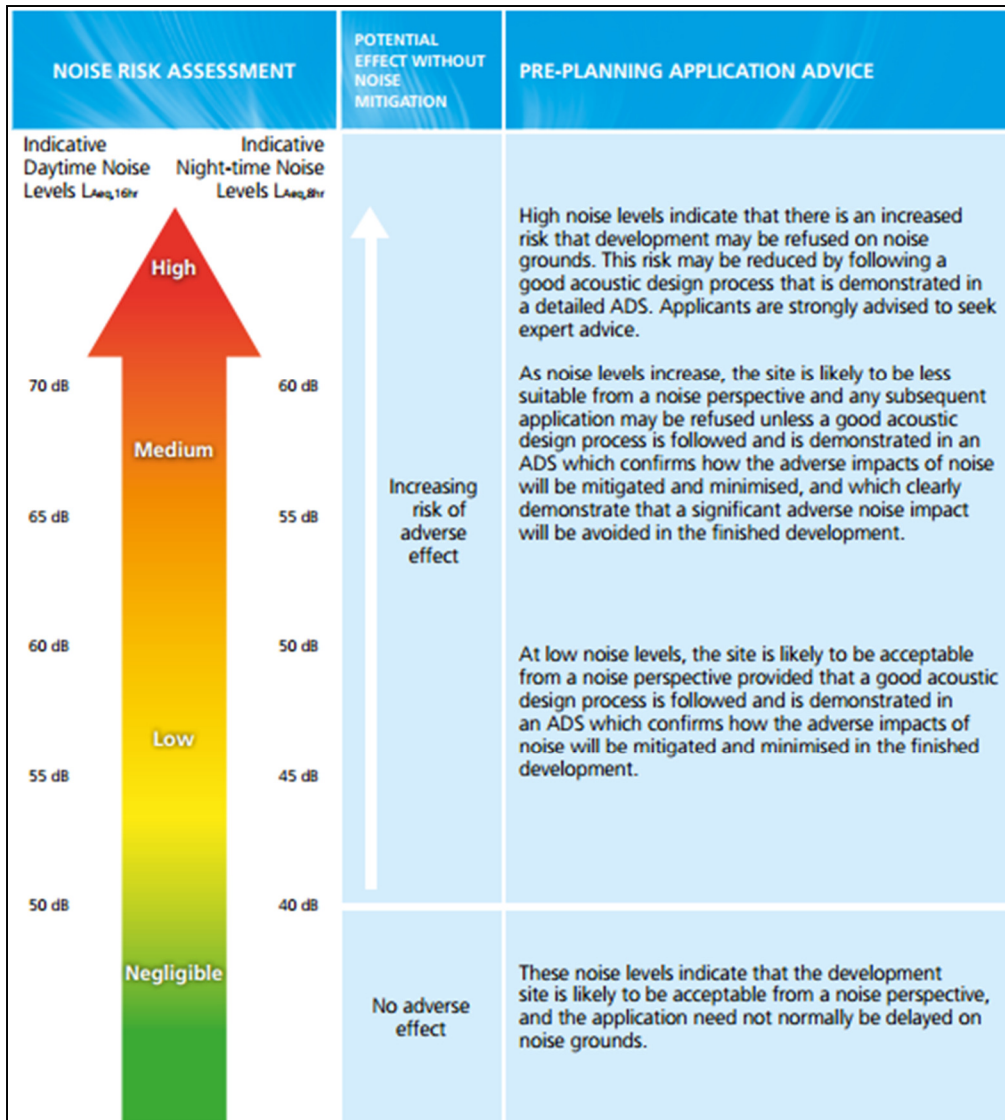 NOISE RISK ASSESSMENT
POTENTIAL
EFFECT WITHOUT
NOISE
MITIGATION
PRE-PLANNING APPLICATION ADVICE
Indicative
Daytime Noise
Levels LAeq,16hr
Indicative
Night-time Noise
Levels LAeq,8hr
High
70 dB
60 dB
Medium
65 dB
55 dB
60 dB
50 dB
Low
55 dB
45 dB
50 dB
40 dB
Negligible
Increasing
risk of
adverse
effect
No adverse
effect
High noise levels indicate that there is an increased
risk that development may be refused on noise
grounds. This risk may be reduced by following a
good acoustic design process that is demonstrated in
a detailed ADS. Applicants are strongly advised to seek
expert advice.
As noise levels increase, the site is likely to be less
suitable from a noise perspective and any subsequent
application may be refused unless a good acoustic
design process is followed and is demonstrated in an
ADS which confirms how the adverse impacts of noise
will be mitigated and minimised, and which clearly
demonstrate that a significant adverse noise impact
will be avoided in the finished development.
At low noise levels, the site is likely to be acceptable
from a noise perspective provided that a good acoustic
design process is followed and is demonstrated in
an ADS which confirms how the adverse impacts of
noise will be mitigated and minimised in the finished
development.
These noise levels indicate that the development
site is likely to be acceptable from a noise perspective,
and the application need not normally be delayed on
noise grounds.